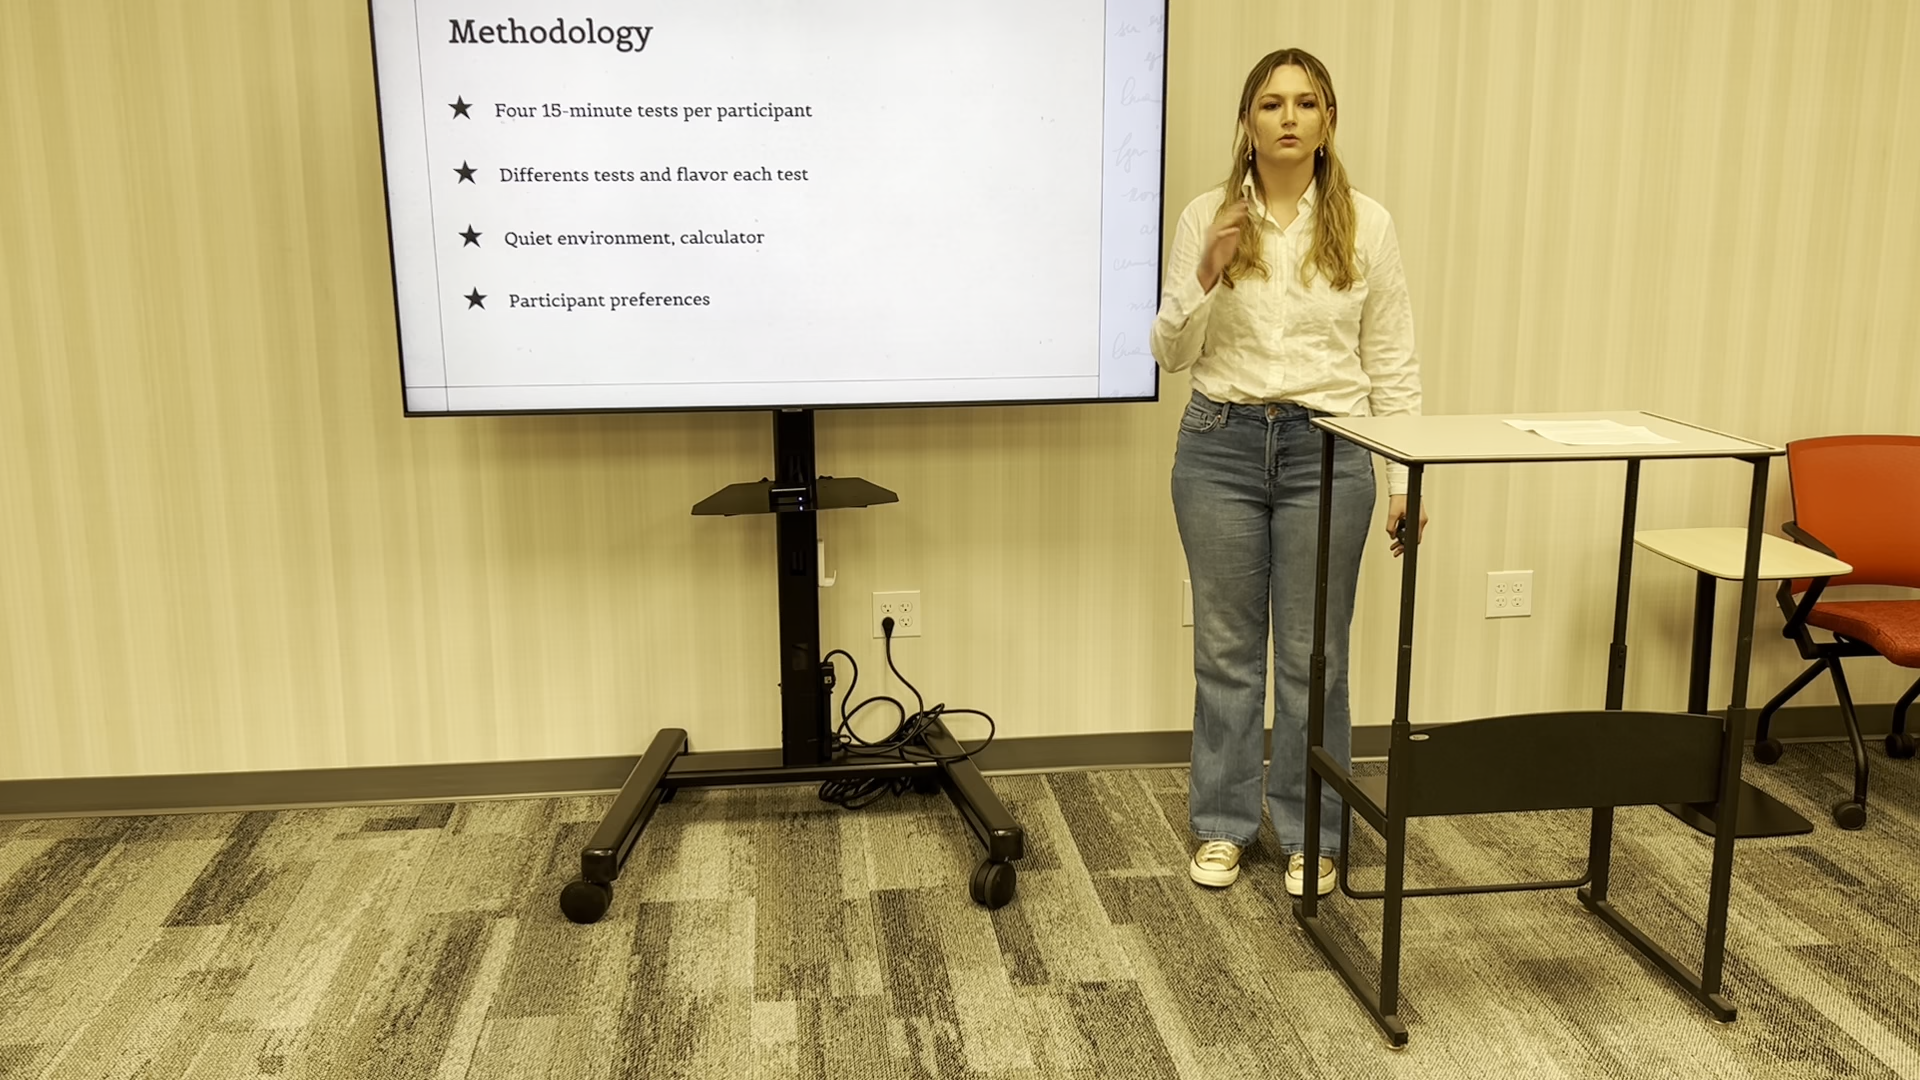 Methodology
★ Four 15-minute tests per participant
★ Differents tests and flavor each test
★ Quiet environment, calculator
★ Participant preferences